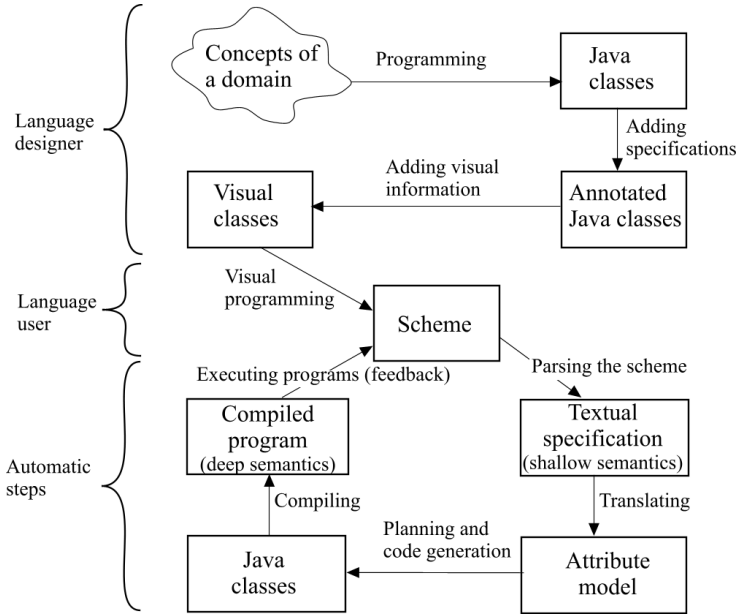 Concepts of
a domain
Programming
Java
classes
Language
designer
Adding
specifications
Adding visual
information
Visual
classes
Annotated
Java classes
Visual
programming
Language
user
Scheme
Executing programs (feedback)
Parsing the scheme
Compiled
program
(deep semantics)
Textual
specification
(shallow semantics)
Automatic
steps
Compiling
Translating
Planning and
code generation
Java
classes
Attribute
model